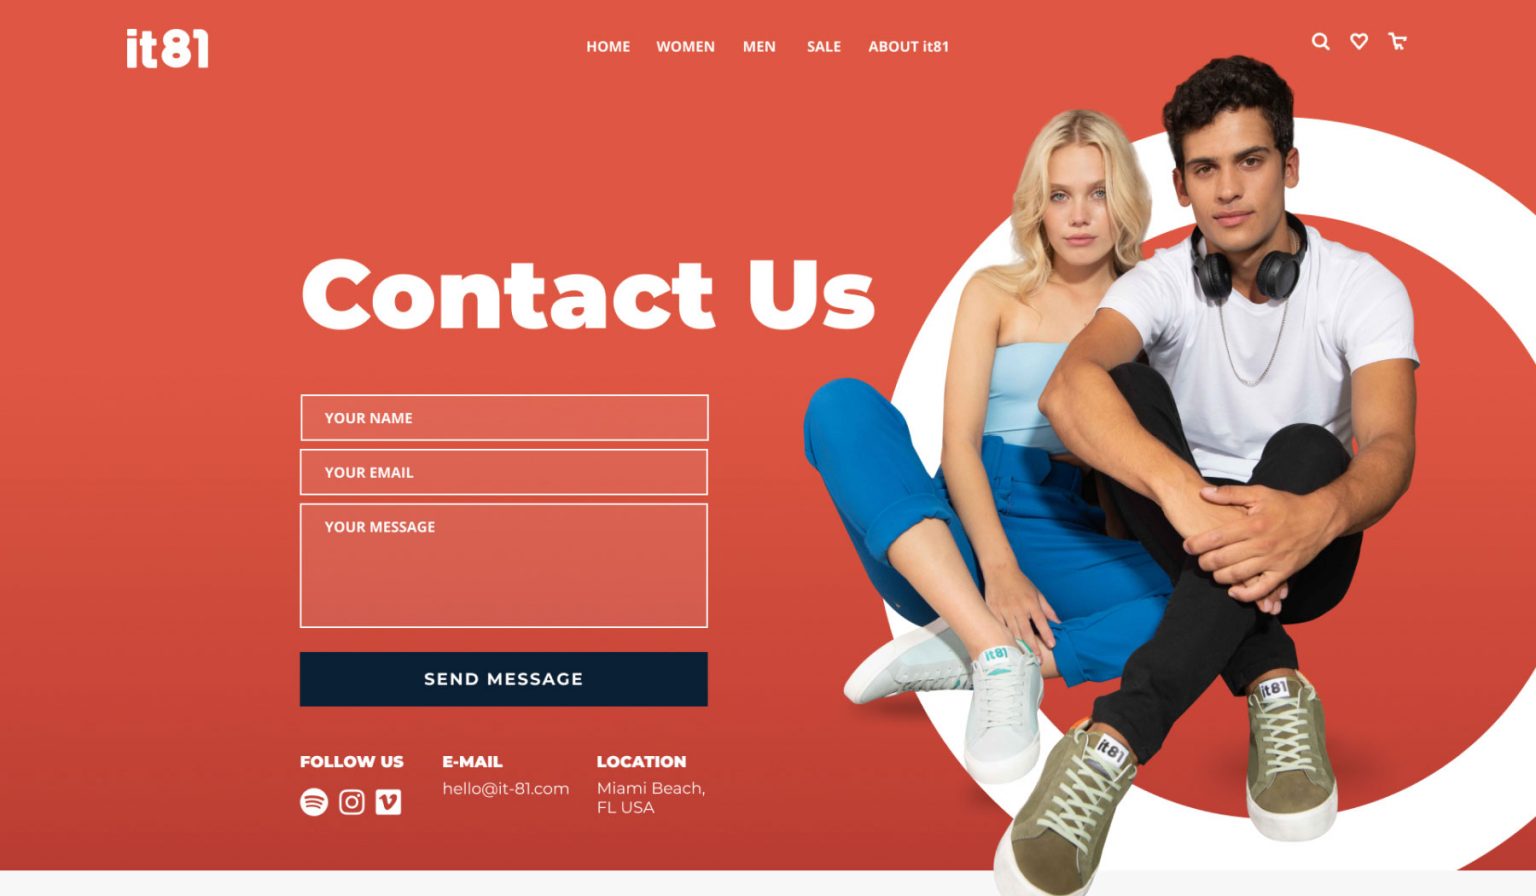 it81
HOME WOMEN MEN SALE ABOUT it81
Contact Us
YOUR NAME
YOUR EMAIL
YOUR MESSAGE
SEND MESSAGE
FOLLOW US E-MAIL LOCATION
hello@it-81.com Miami Beach,
FL USA
it81
it81
it81